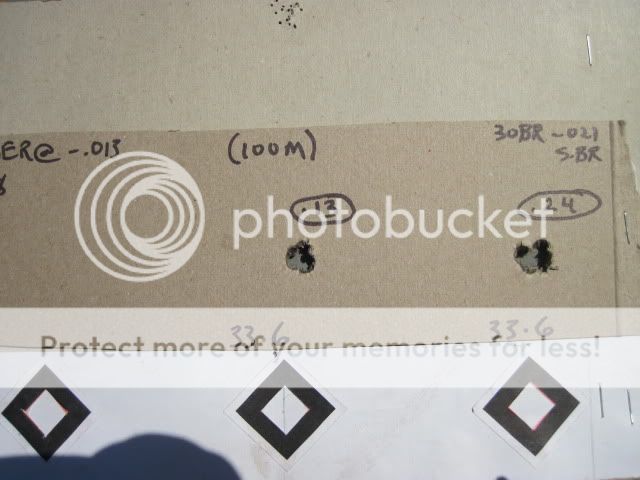 ER@ -.013
(100M)
30BR -021
S.BR
.13
.24
photobucket
33.6
33.6
Protect more of your memories for less!